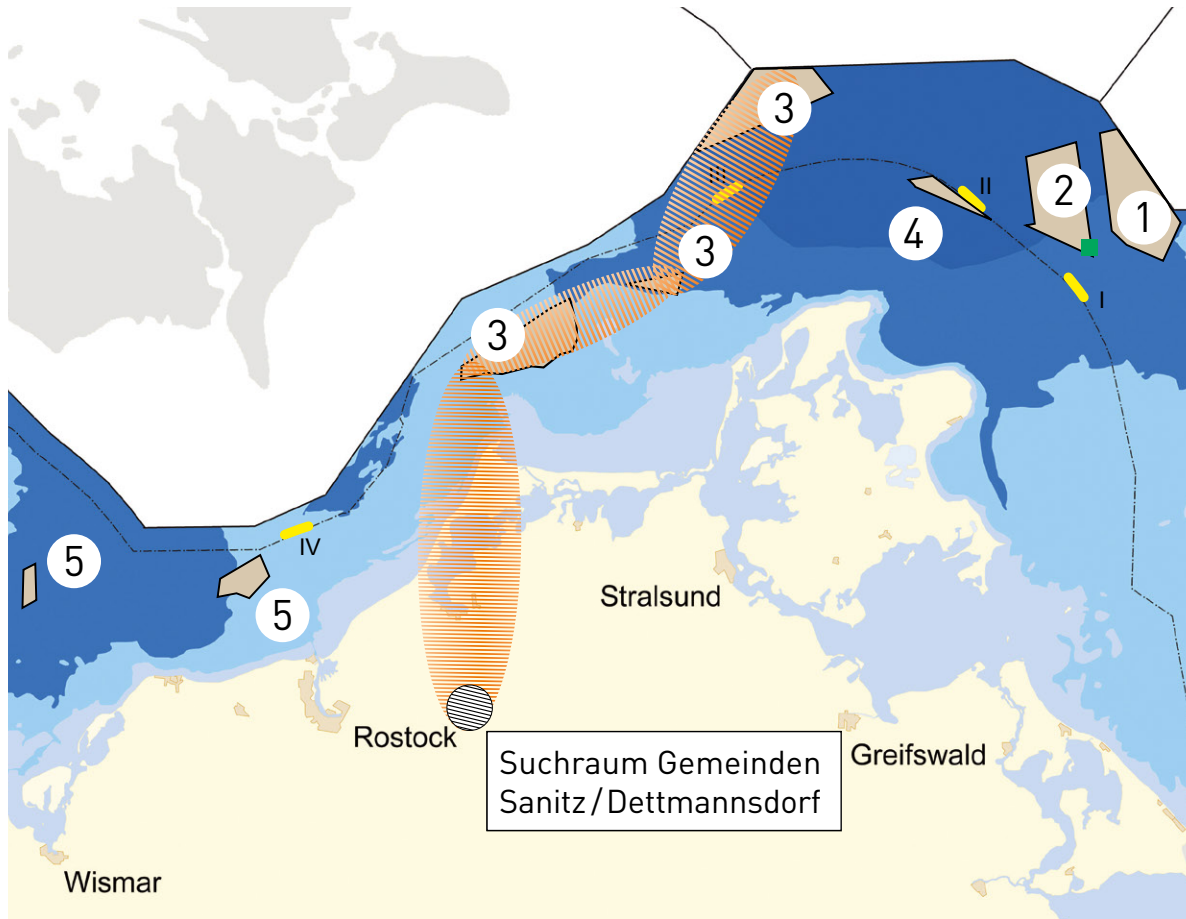 3
III
II
2
1
4
3
I
3
5
IV
5
Stralsund
Rostock
Suchraum Gemeinden
Sanitz/Dettmannsdorf
Greifswald
Wismar